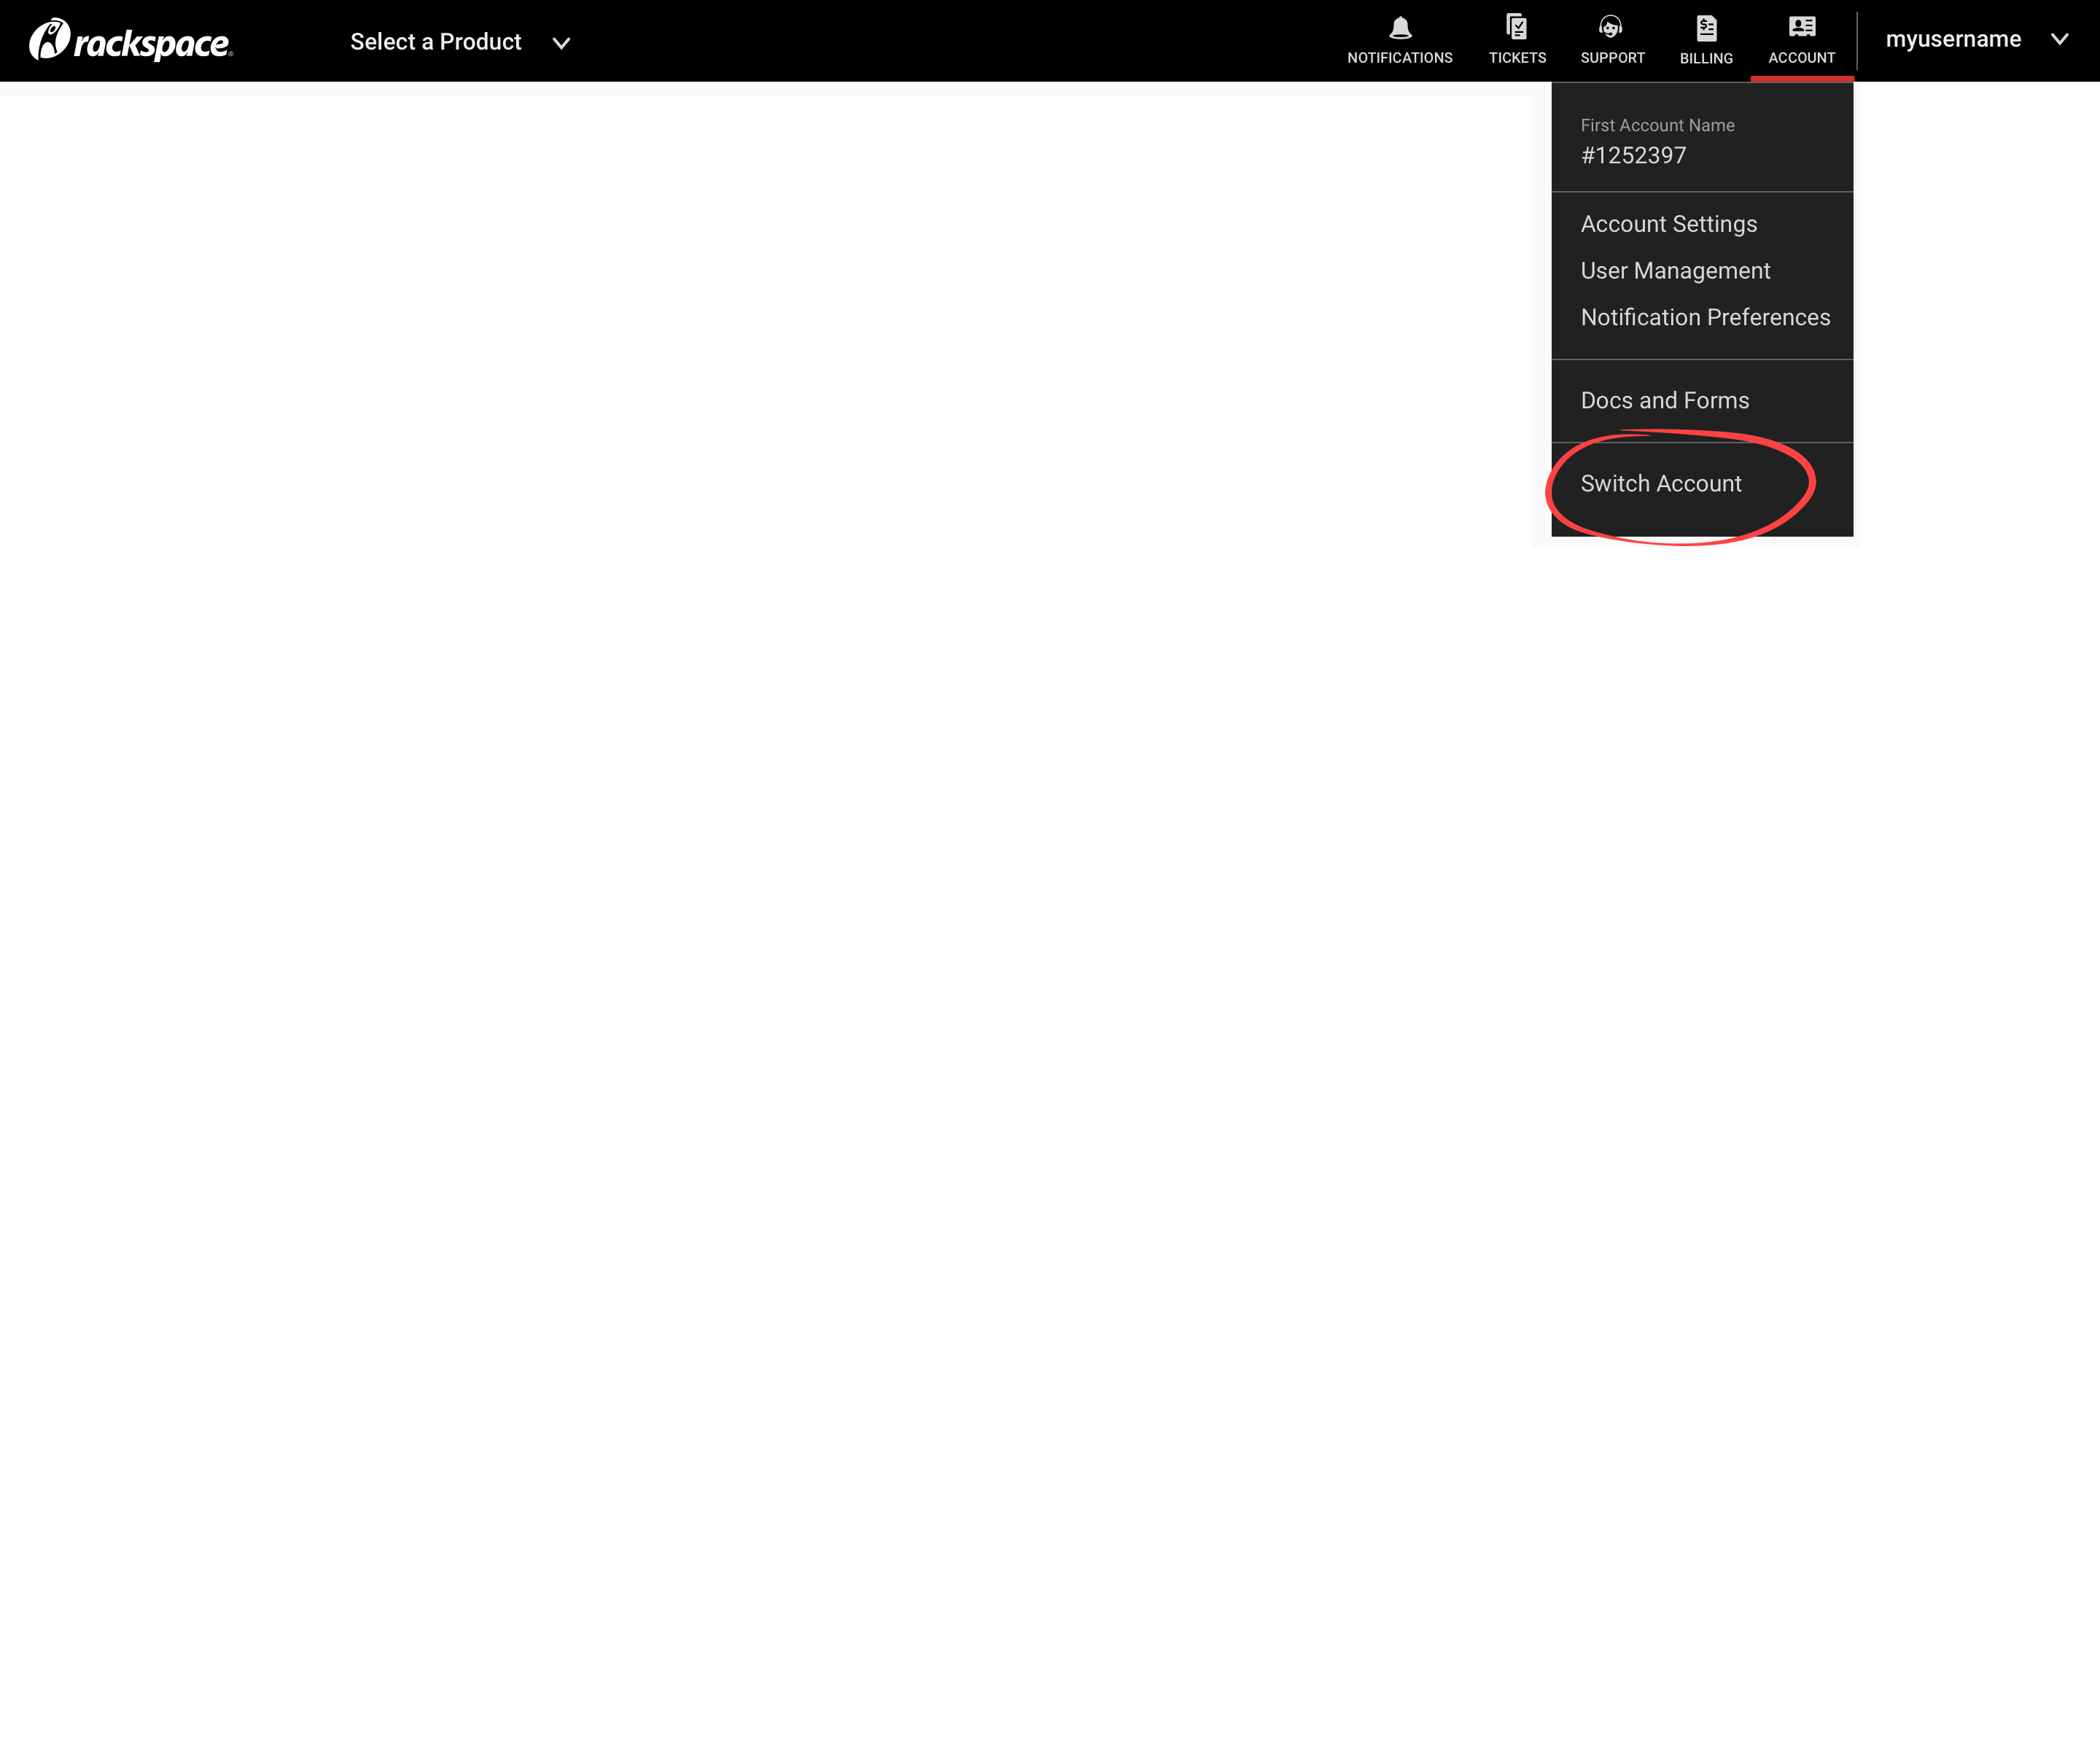 rackspace®
Select a Product
NOTIFICATIONS
TICKETS
SUPPORT
BILLING
ACCOUNT
myusername
First Account Name
#1252397
Account Settings
User Management
Notification Preferences
Docs and Forms
Switch Account